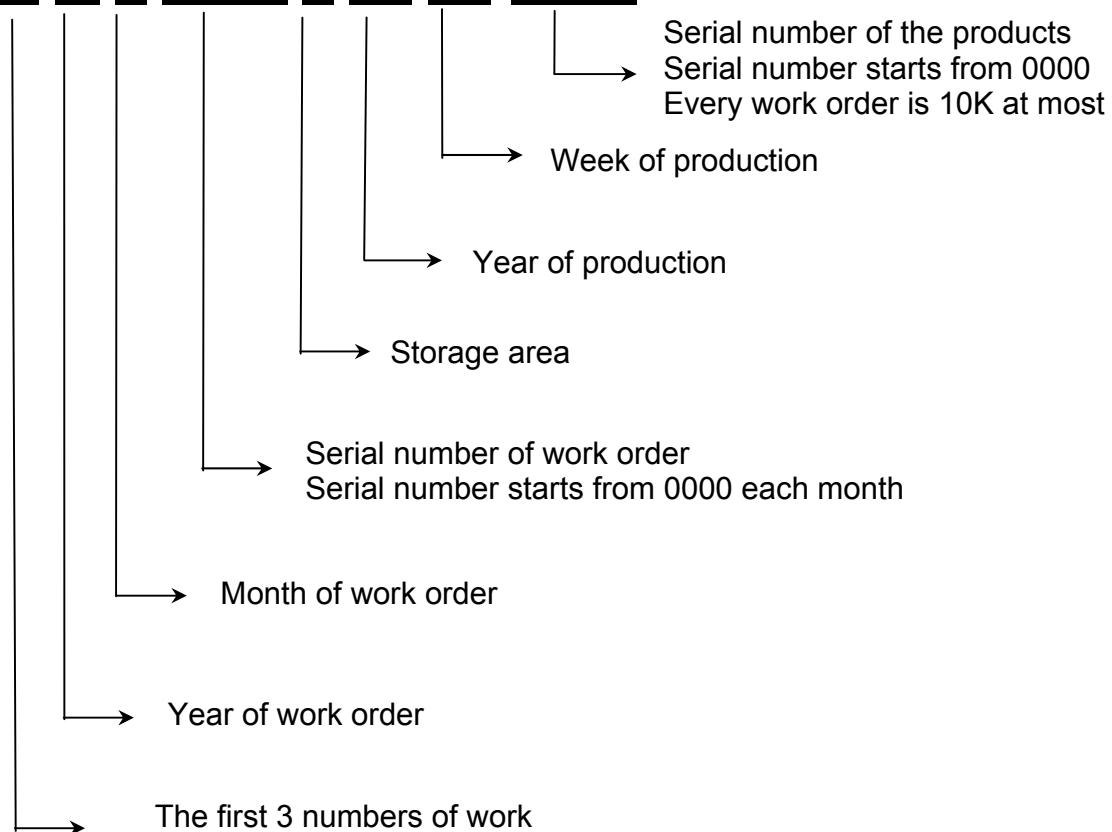 Serial number of the products
Serial number starts from 0000
Every work order is 10K at most
Week of production
Year of production
Storage area
Serial number of work order
Serial number starts from 0000 each month
Month of work order
Year of work order
The first 3 numbers of work